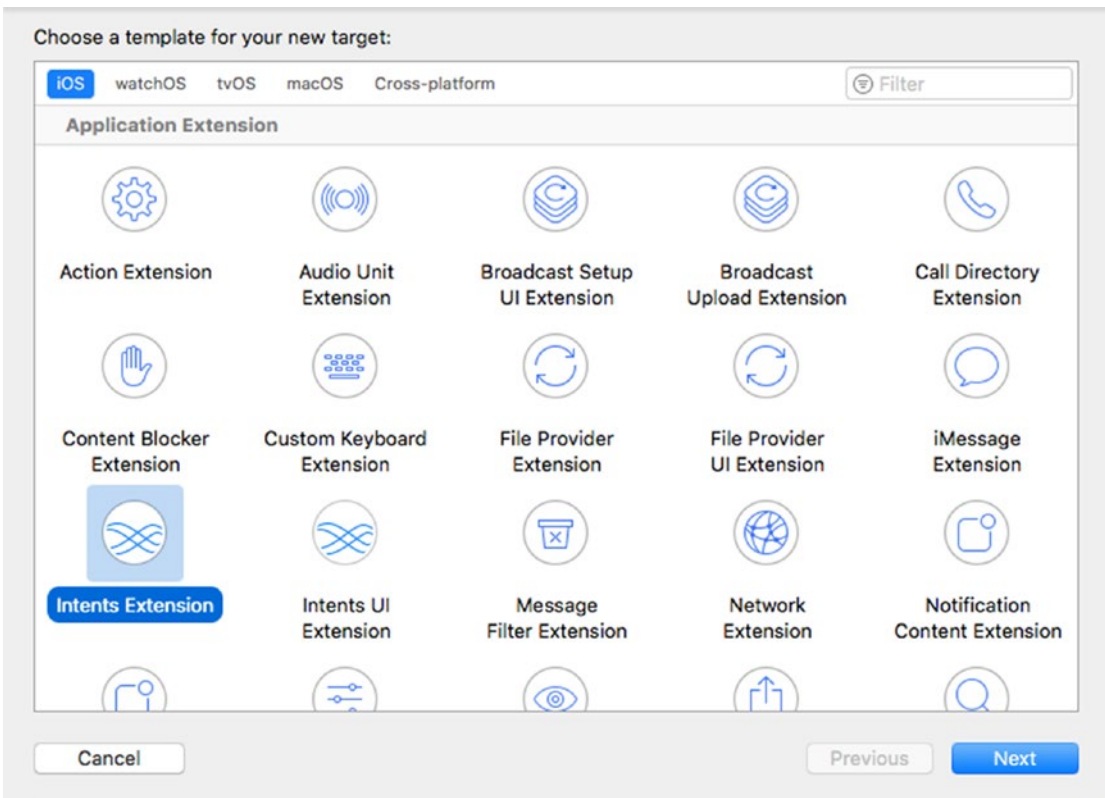 Choose a template for your new target:
iOS watchOS tvOS macOS Cross-platform Filter
Application Extension
Action Extension
Audio Unit
Extension
Broadcast Setup
UI Extension
Broadcast
Upload Extension
Call Directory
Extension
Content Blocker
Extension
Custom Keyboard
Extension
File Provider
Extension
File Provider
UI Extension
iMessage
Extension
Intents Extension
Intents UI
Extension
Message
Filter Extension
Network
Extension
Notification
Content Extension
Cancel Previous Next